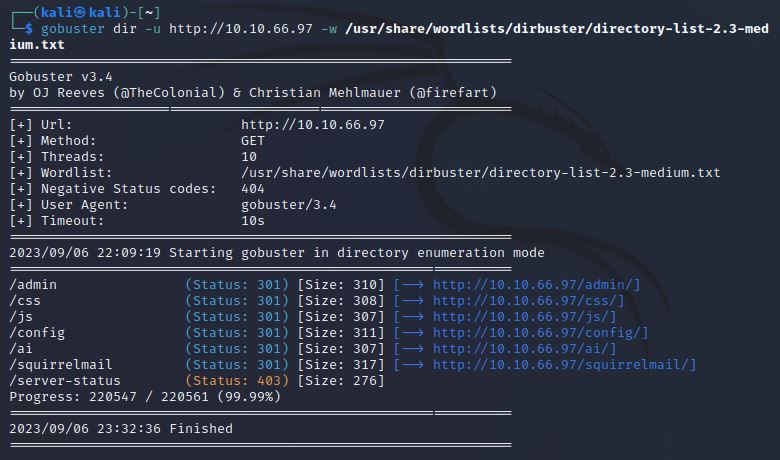 ┌──(kali㉿kali)-[~]
└─$ gobuster dir -u http://10.10.66.97 -w /usr/share/wordlists/dirbuster/directory-list-2.3-med
ium.txt
===============================================================
Gobuster v3.4
by OJ Reeves (@TheColonial) & Christian Mehlmauer (@firefart)
===============================================================
[+] Url:                     http://10.10.66.97
[+] Method:                  GET
[+] Threads:                 10
[+] Wordlist:                /usr/share/wordlists/dirbuster/directory-list-2.3-medium.txt
[+] Negative Status codes:   404
[+] User Agent:              gobuster/3.4
[+] Timeout:                 10s
===============================================================
2023/09/06 22:09:19 Starting gobuster in directory enumeration mode
===============================================================
/admin                (Status: 301) [Size: 310] [--> http://10.10.66.97/admin/]
/css                  (Status: 301) [Size: 308] [--> http://10.10.66.97/css/]
/js                   (Status: 301) [Size: 307] [--> http://10.10.66.97/js/]
/config               (Status: 301) [Size: 311] [--> http://10.10.66.97/config/]
/ai                   (Status: 301) [Size: 307] [--> http://10.10.66.97/ai/]
/squirrelmail         (Status: 301) [Size: 317] [--> http://10.10.66.97/squirrelmail/]
/server-status        (Status: 403) [Size: 276]
Progress: 220547 / 220561 (99.99%)
===============================================================
2023/09/06 23:32:36 Finished
===============================================================